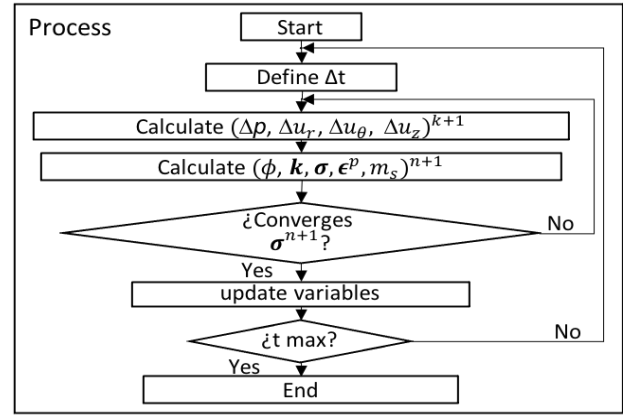 Process
Start
Define Δt
Calculate (Δp, Δu_r, Δu_θ, Δu_z)^{k+1}
Calculate (ϕ, k, σ, ϵ^p, m_s)^{n+1}
¿Converges
σ^{n+1}?
No
Yes
update variables
¿t max?
No
Yes
End